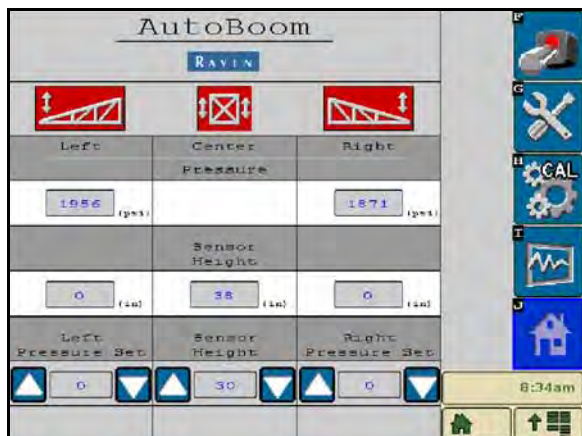 AutoBoom
RAVEN
Left Center Right
Pressure
1956 (psi) 1871 (psi)
Sensor
Height
0 (in) 38 (in) 0 (in)
Left Sensor Right
Pressure Set Height Pressure Set
0 30 0
F
G
H
CAL
I
J
8:34am